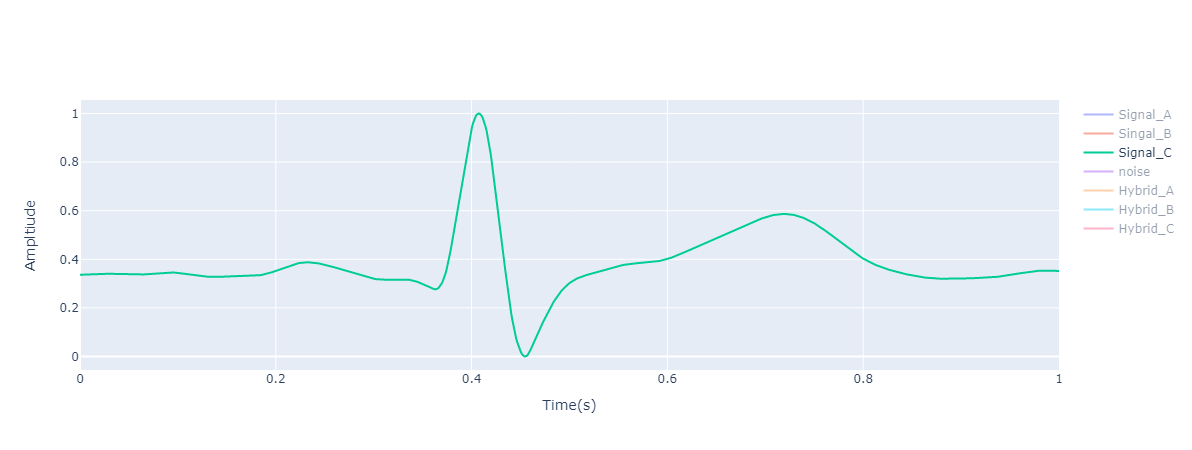 1
0.8
0.6
0.4
0.2
0
Ampltiude
0
0.2
0.4
0.6
0.8
1
Time(s)
Signal_A
Singal_B
Signal_C
noise
Hybrid_A
Hybrid_B
Hybrid_C